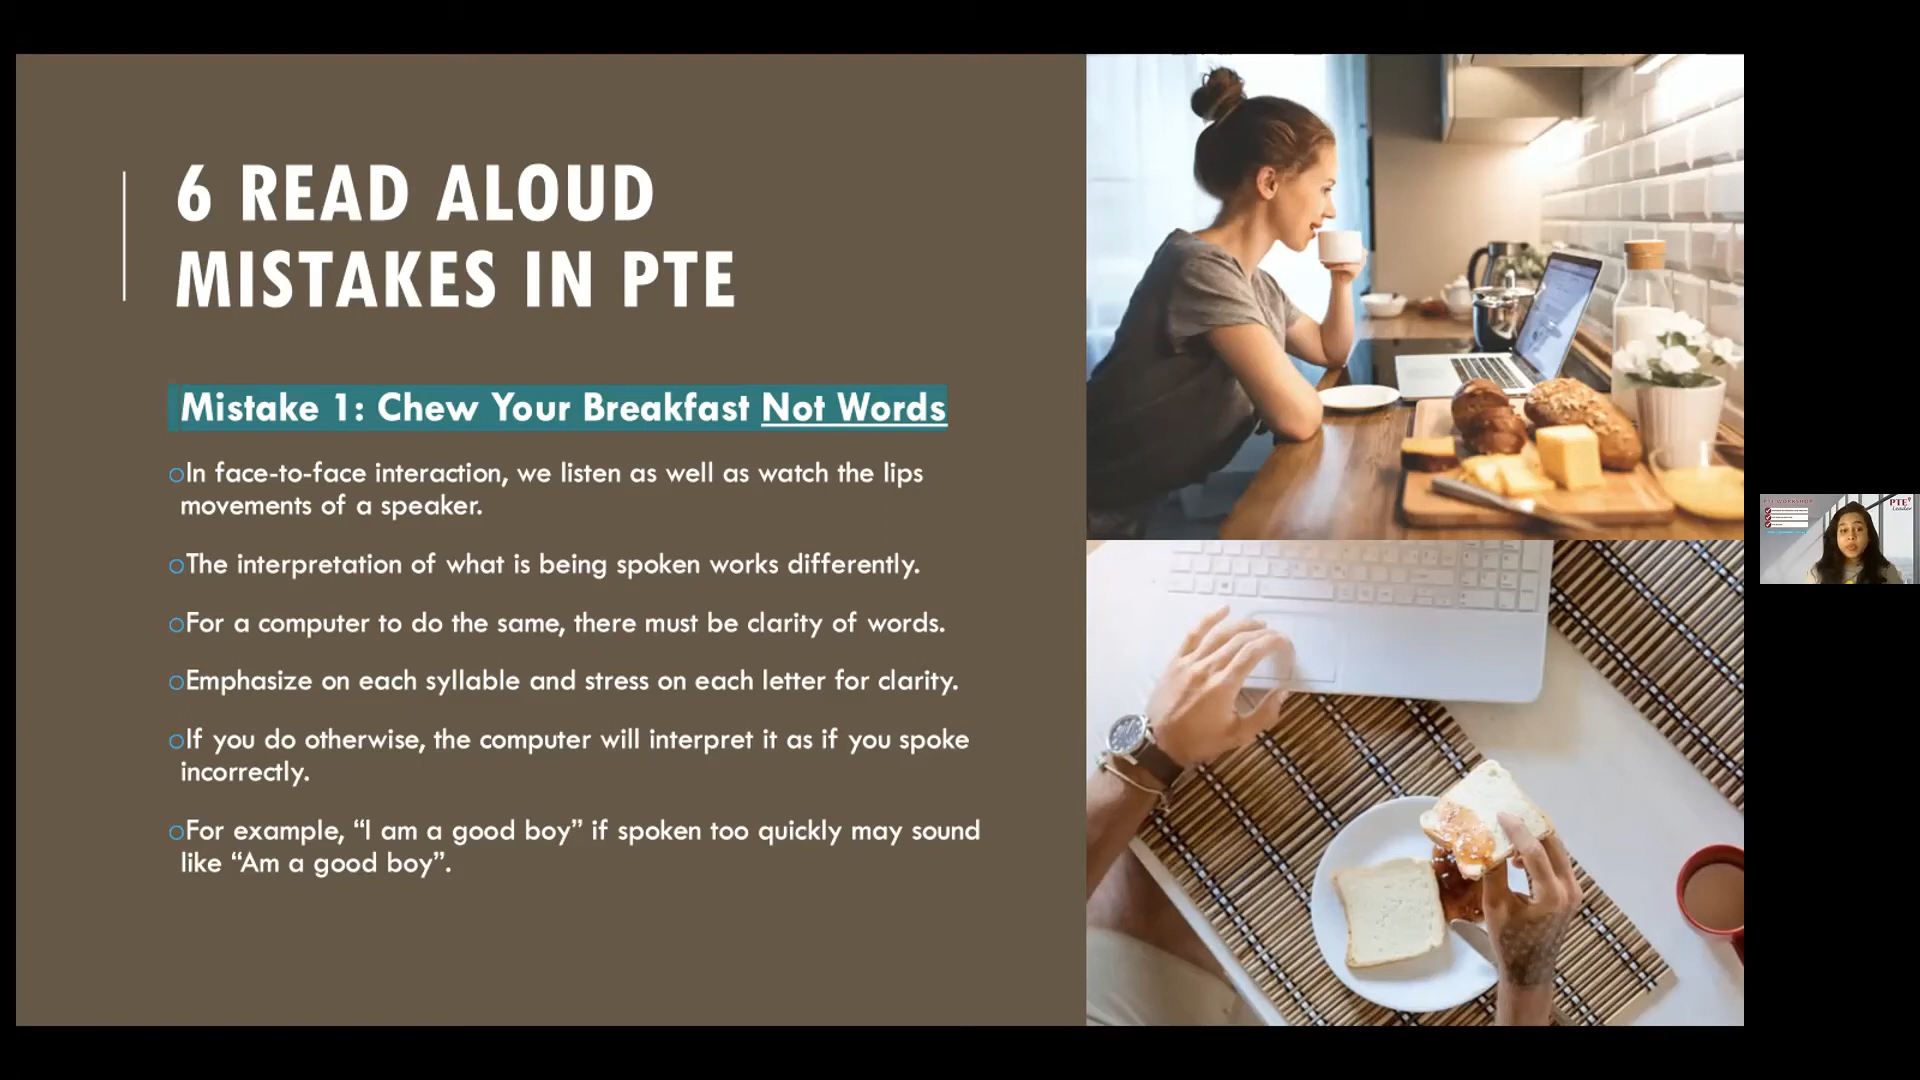 6 READ ALOUD
MISTAKES IN PTE
Mistake 1: Chew Your Breakfast Not Words
oIn face-to-face interaction, we listen as well as watch the lips
movements of a speaker.
oThe interpretation of what is being spoken works differently.
oFor a computer to do the same, there must be clarity of words.
oEmphasize on each syllable and stress on each letter for clarity.
oIf you do otherwise, the computer will interpret it as if you spoke
incorrectly.
oFor example, “I am a good boy” if spoken too quickly may sound
like “Am a good boy”.
PTE WORKSHOP
PTE
Leader